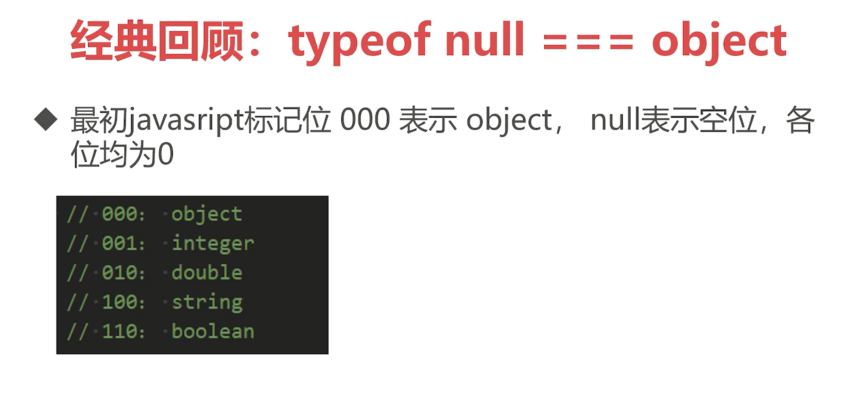 经典回顾：typeof null === object
◆ 最初javasript标记位 000 表示 object， null表示空位，各
位均为0
// 000： object
// 001： integer
// 010： double
// 100： string
// 110： boolean